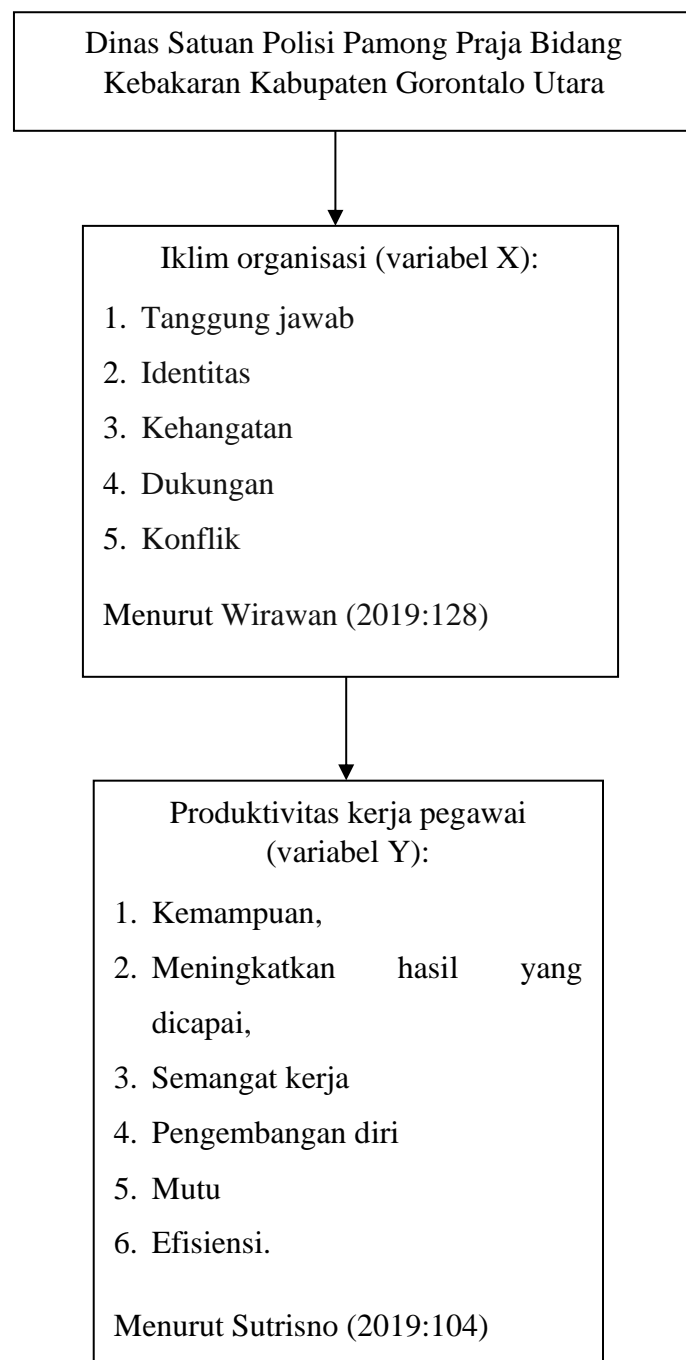 Dinas Satuan Polisi Pamong Praja Bidang
Kebakaran Kabupaten Gorontalo Utara
Iklim organisasi (variabel X):
1. Tanggung jawab
2. Identitas
3. Kehangatan
4. Dukungan
5. Konflik
Menurut Wirawan (2019:128)
Produktivitas kerja pegawai
(variabel Y):
1. Kemampuan,
2. Meningkatkan hasil yang
dicapai,
3. Semangat kerja
4. Pengembangan diri
5. Mutu
6. Efisiensi.
Menurut Sutrisno (2019:104)